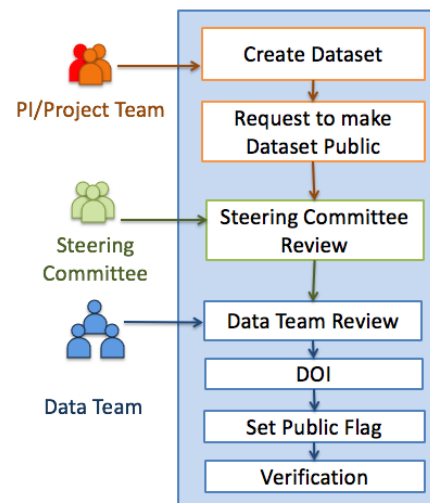 Create Dataset
PI/Project Team
Request to make
Dataset Public
Steering Committee
Review
Steering
Committee
Data Team Review
DOI
Data Team
Set Public Flag
Verification